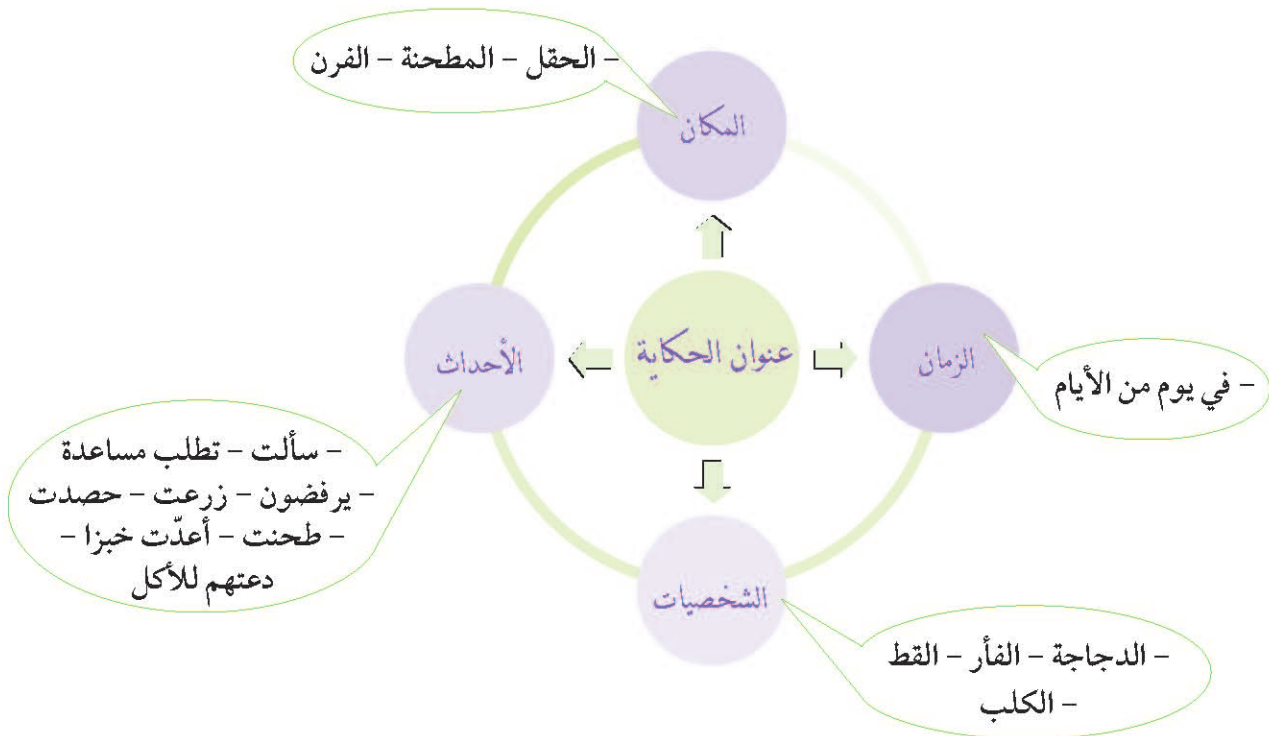 – الحقل – المطحنة – الفرن
المكان
عنوان الحكاية
الزمان
– في يوم من الأيام
الأحداث
– سألت – تطلب مساعدة
– يرفضون – زرعت – حصدت
– طحنت – أعدّت خبزا –
دعتهم للأكل
الشخصيات
– الدجاجة – الفأر – القط
– الكلب